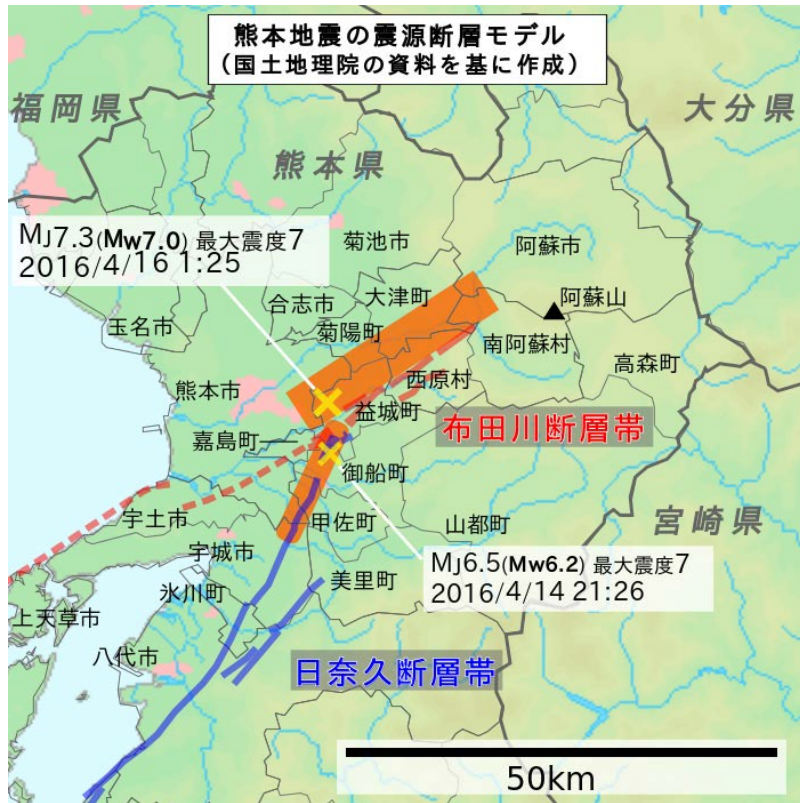 熊本地震の震源断層モデル
(国土地理院の資料を基に作成)
福岡県
大分県
熊本県
MJ7.3(Mw7.0) 最大震度7
2016/4/16 1:25
菊池市
阿蘇市
合志市
大津町
阿蘇山
玉名市
菊陽町
南阿蘇村
高森町
熊本市
西原村
益城町
布田川断層帯
嘉島町
御船町
宇土市
甲佐町
山都町
宮崎県
宇城市
MJ6.5(Mw6.2) 最大震度7
2016/4/14 21:26
氷川町
美里町
上天草市
八代市
日奈久断層帯
50km